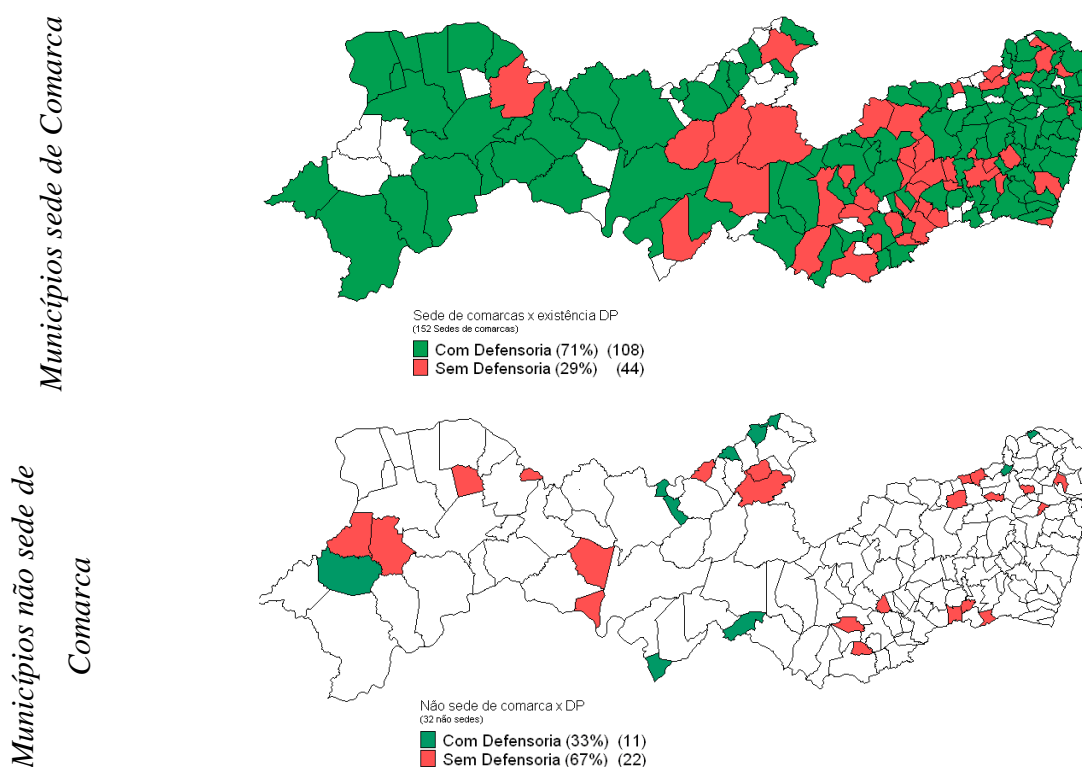 Municípios sede de Comarca
Sede de comarcas x existência DP
(152 Sedes de comarcas)
Com Defensoria (71%) (108)
Sem Defensoria (29%) (44)
Municípios não sede de
Comarca
Não sede de comarca x DP
(32 não sedes)
Com Defensoria (33%) (11)
Sem Defensoria (67%) (22)